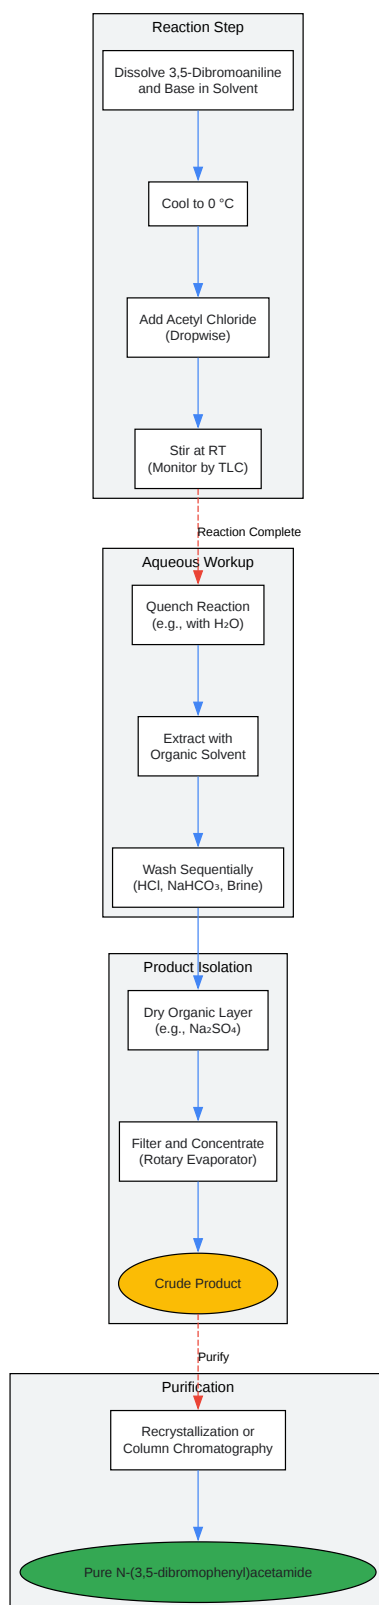 Reaction Step
Dissolve 3,5-Dibromoaniline
and Base in Solvent
Cool to 0 °C
Add Acetyl Chloride
(Dropwise)
Stir at RT
(Monitor by TLC)
Reaction Complete
Aqueous Workup
Quench Reaction
(e.g., with H₂O)
Extract with
Organic Solvent
Wash Sequentially
(HCl, NaHCO₃, Brine)
Product Isolation
Dry Organic Layer
(e.g., Na₂SO₄)
Filter and Concentrate
(Rotary Evaporator)
Crude Product
Purify
Purification
Recrystallization or
Column Chromatography
Pure N-(3,5-dibromophenyl)acetamide